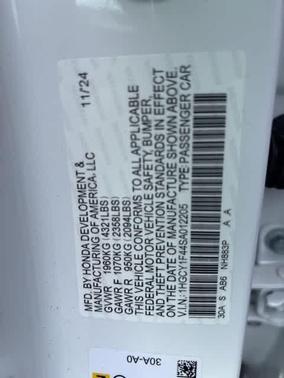 MFD. BY HONDA DEVELOPMENT &
MANUFACTURING OF AMERICA, LLC 11/24
GVWR 1960KG (4321LBS)
GAWR F 1070KG (2358LBS)
GAWR R 950KG (2094LBS)
THIS VEHICLE CONFORMS TO ALL APPLICABLE
FEDERAL MOTOR VEHICLE SAFETY, BUMPER,
AND THEFT PREVENTION STANDARDS IN EFFECT
ON THE DATE OF MANUFACTURE SHOWN ABOVE.
V.I.N.: 1HGCY1F44SA012205 TYPE:PASSENGER CAR
30A S AB6 NH883P A A
30A-A0